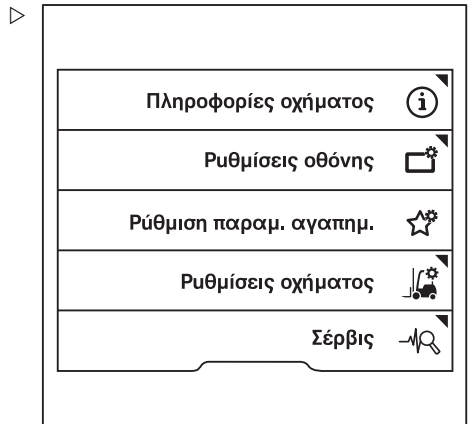 Πληροφορίες οχήματος
Ρυθμίσεις οθόνης
Ρύθμιση παραμ. αγαπημ.
Ρυθμίσεις οχήματος
Σέρβις